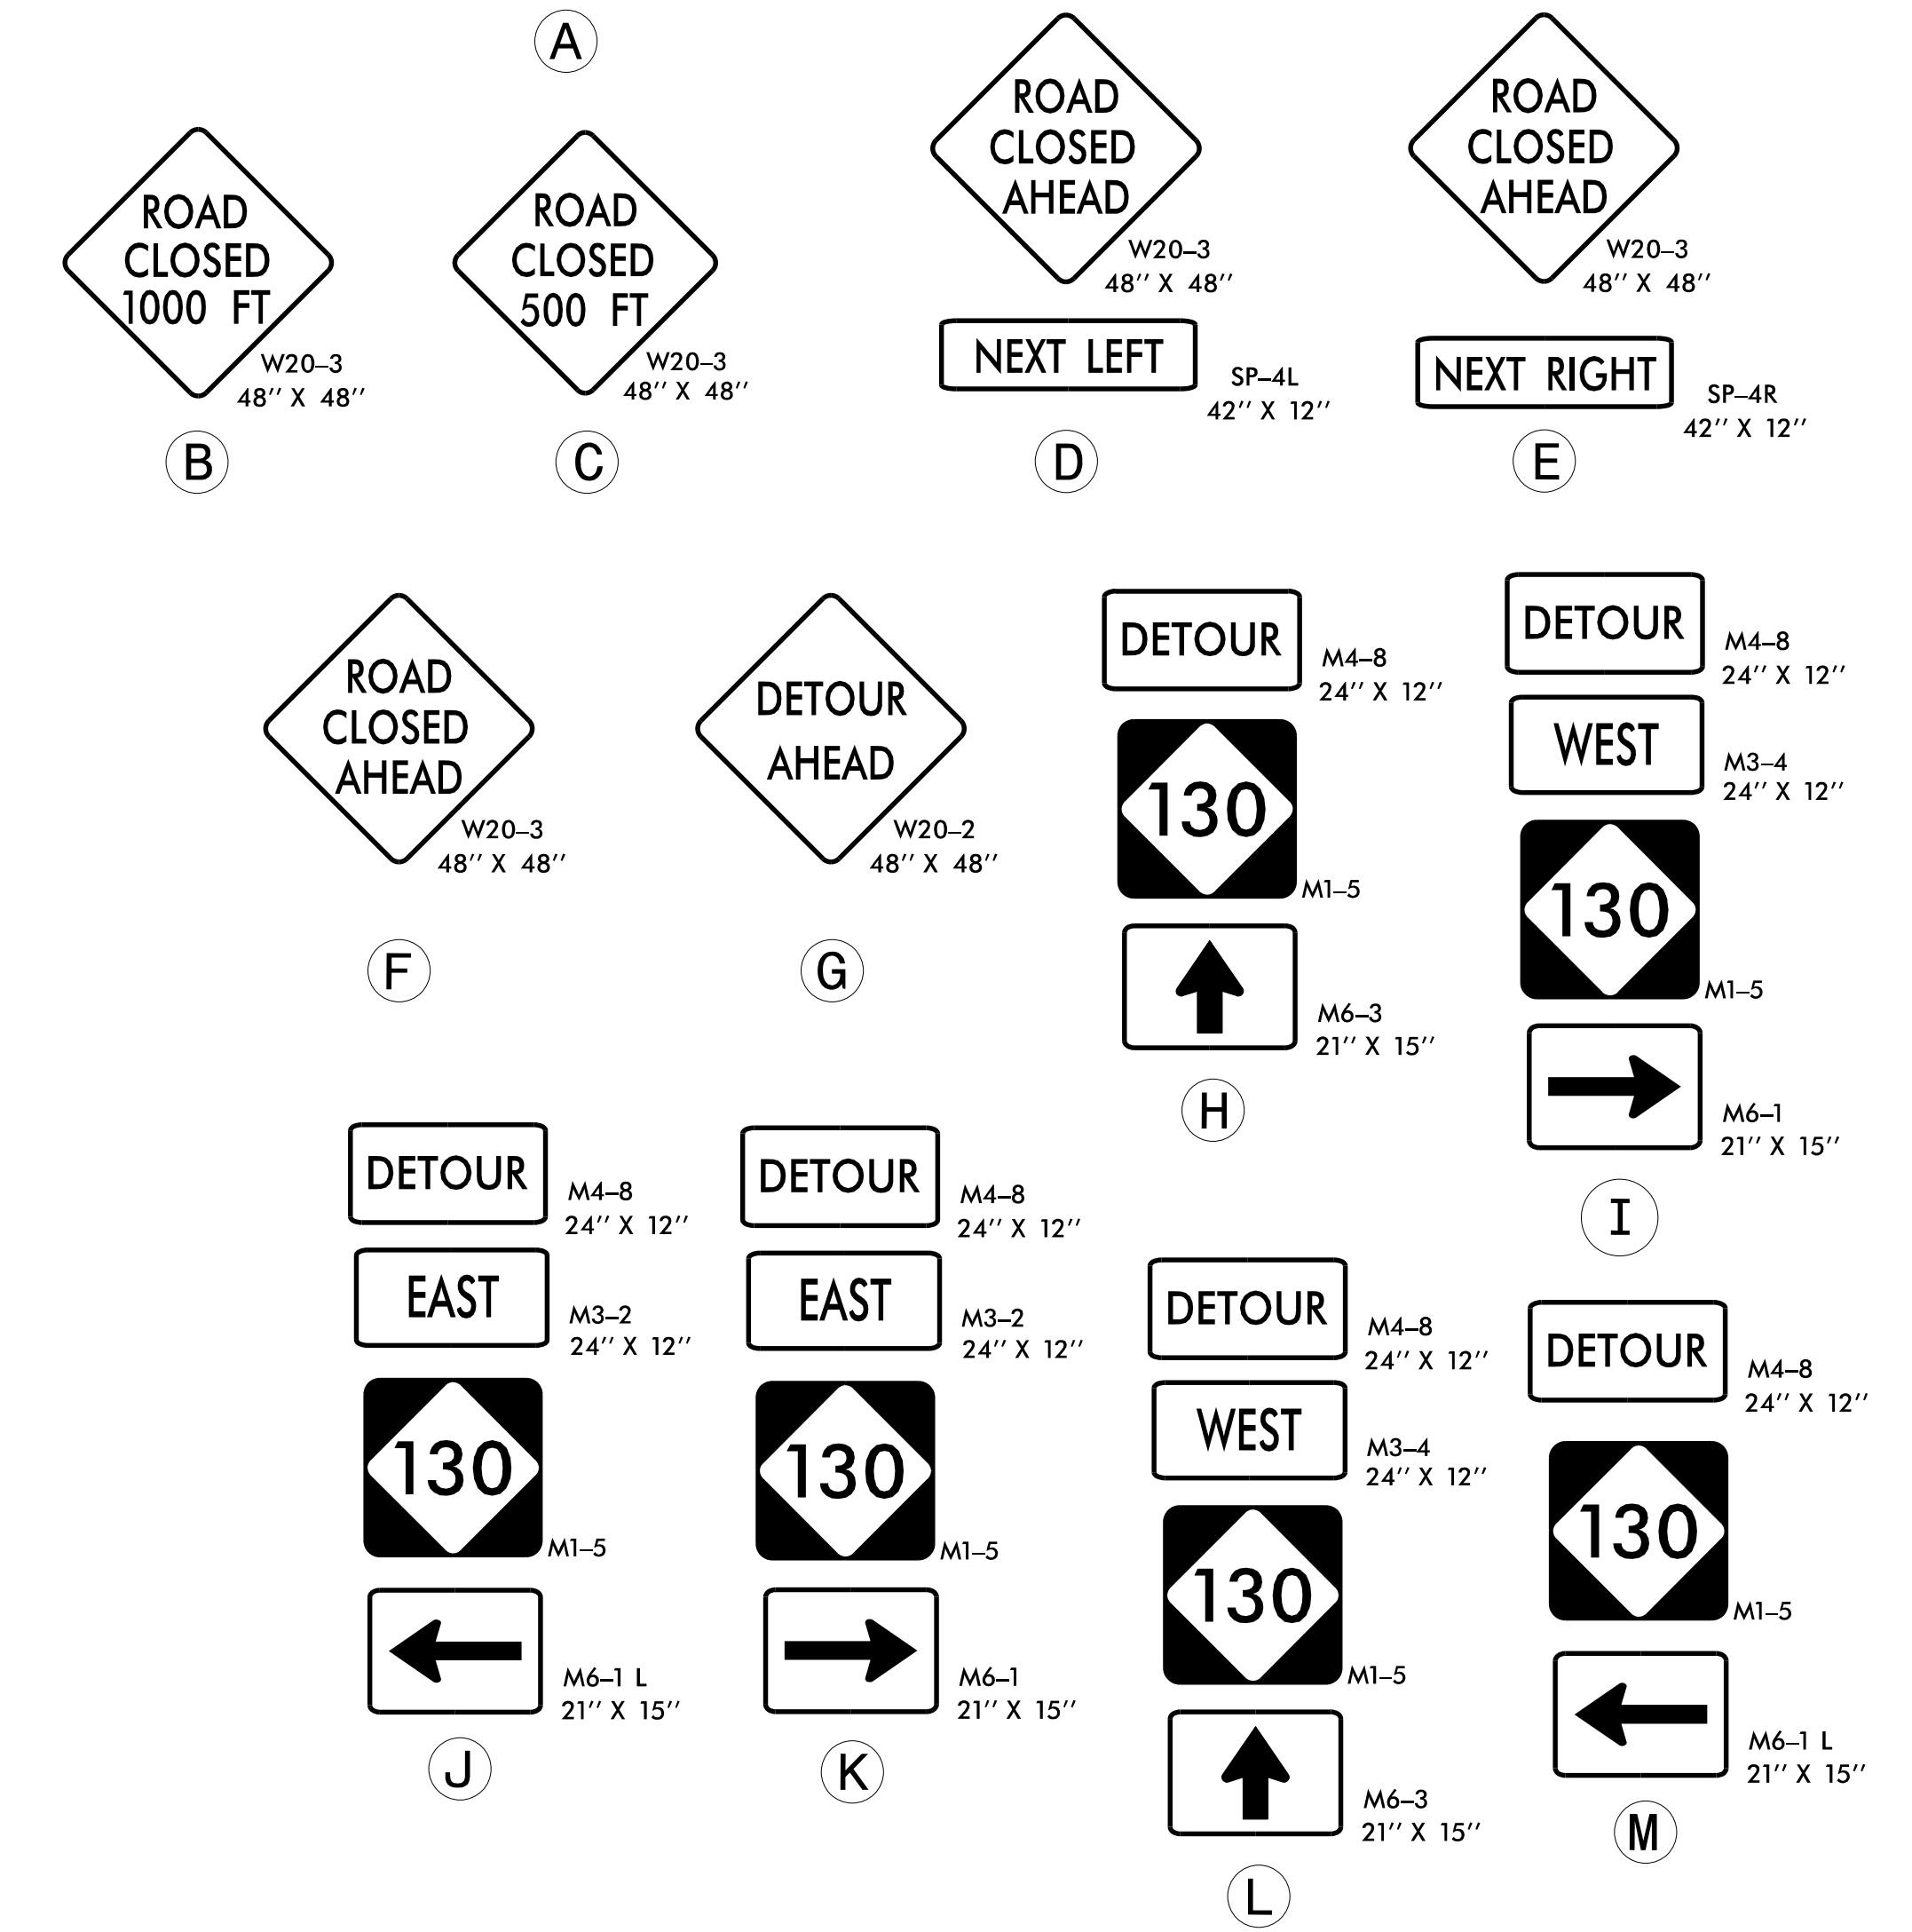 A
ROAD
CLOSED
1000 FT
W20–3
48'' X 48''
B
ROAD
CLOSED
500 FT
W20–3
48'' X 48''
C
ROAD
CLOSED
AHEAD
W20–3
48'' X 48''
NEXT LEFT
SP–4L
42'' X 12''
D
ROAD
CLOSED
AHEAD
W20–3
48'' X 48''
NEXT RIGHT
SP–4R
42'' X 12''
E
ROAD
CLOSED
AHEAD
W20–3
48'' X 48''
F
DETOUR
AHEAD
W20–2
48'' X 48''
G
DETOUR
M4–8
24'' X 12''
130
M1–5
M6–3
21'' X 15''
H
DETOUR
M4–8
24'' X 12''
WEST
M3–4
24'' X 12''
130
M1–5
M6–1
21'' X 15''
I
DETOUR
M4–8
24'' X 12''
EAST
M3–2
24'' X 12''
130
M1–5
M6–1 L
21'' X 15''
J
DETOUR
M4–8
24'' X 12''
EAST
M3–2
24'' X 12''
130
M1–5
M6–1
21'' X 15''
K
DETOUR
M4–8
24'' X 12''
WEST
M3–4
24'' X 12''
130
M1–5
M6–3
21'' X 15''
L
DETOUR
M4–8
24'' X 12''
130
M1–5
M6–1 L
21'' X 15''
M